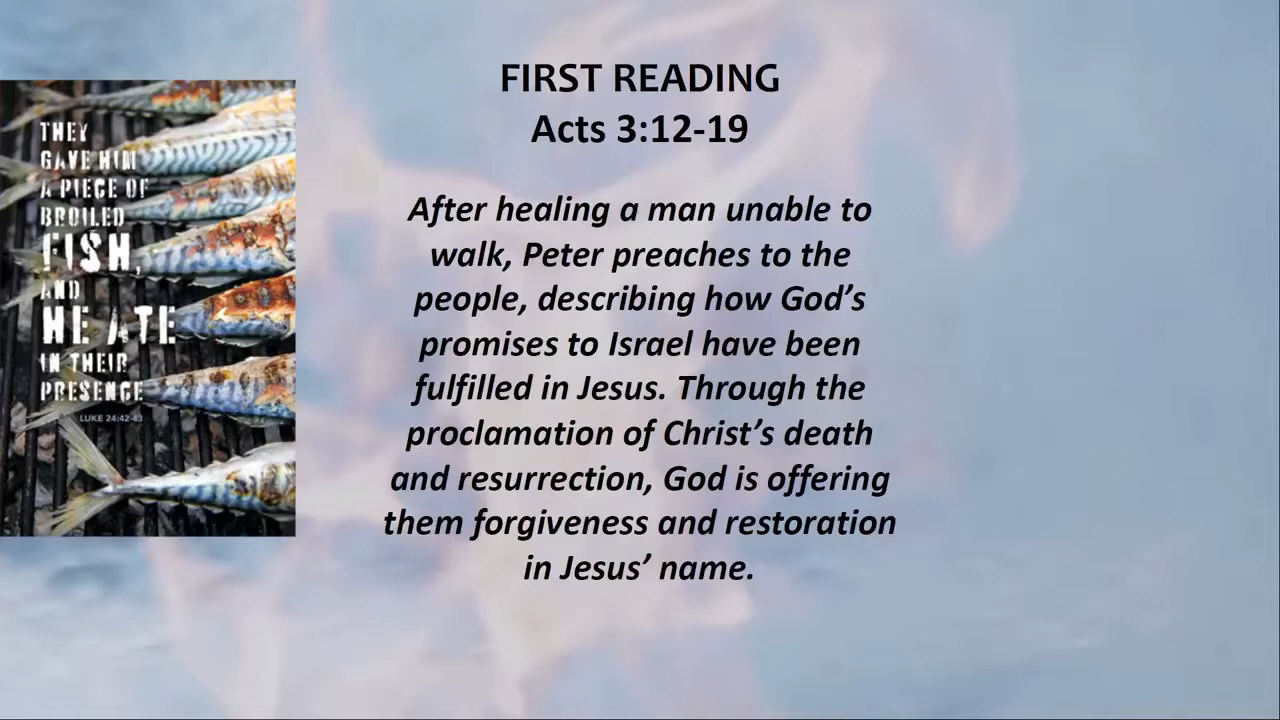 THEY
GAVE HIM
A PIECE OF
BROILED
FISH,
AND
HE ATE
IN THEIR
PRESENCE
LUKE 24:42-43
FIRST READING
Acts 3:12-19
After healing a man unable to
walk, Peter preaches to the
people, describing how God’s
promises to Israel have been
fulfilled in Jesus. Through the
proclamation of Christ’s death
and resurrection, God is offering
them forgiveness and restoration
in Jesus’ name.